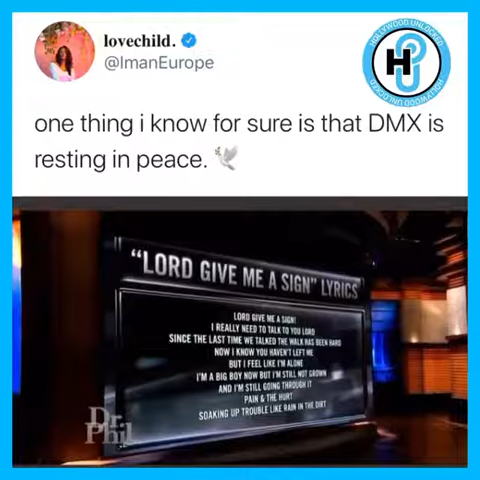 lovechild.
@ImanEurope
HOLLYWOOD UNLOCKED
HU
HOLLYWOOD UNLOCKED
one thing i know for sure is that DMX is
resting in peace. 🕊️
"LORD GIVE ME A SIGN" LYRICS
LORD GIVE ME A SIGN!
I REALLY NEED TO TALK TO YOU LORD
SINCE THE LAST TIME WE TALKED THE WALK HAS BEEN HARD
NOW I KNOW YOU HAVEN'T LEFT ME
BUT I FEEL LIKE I'M ALONE
I'M A BIG BOY NOW BUT I'M STILL NOT GROWN
AND I'M STILL GOING THROUGH IT
PAIN & THE HURT
SOAKING UP TROUBLE LIKE RAIN IN THE DIRT
Dr.
Phil